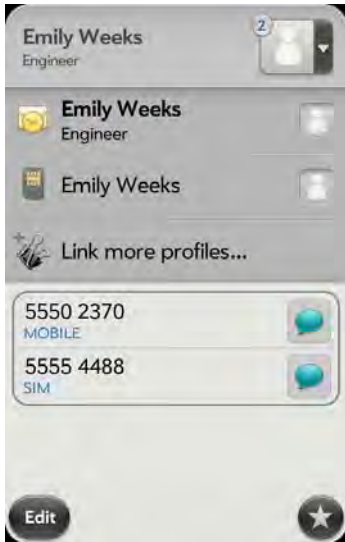 Emily Weeks
2
Engineer
Emily Weeks
Engineer
Emily Weeks
Link more profiles...
5550 2370
MOBILE
5555 4488
SIM
Edit